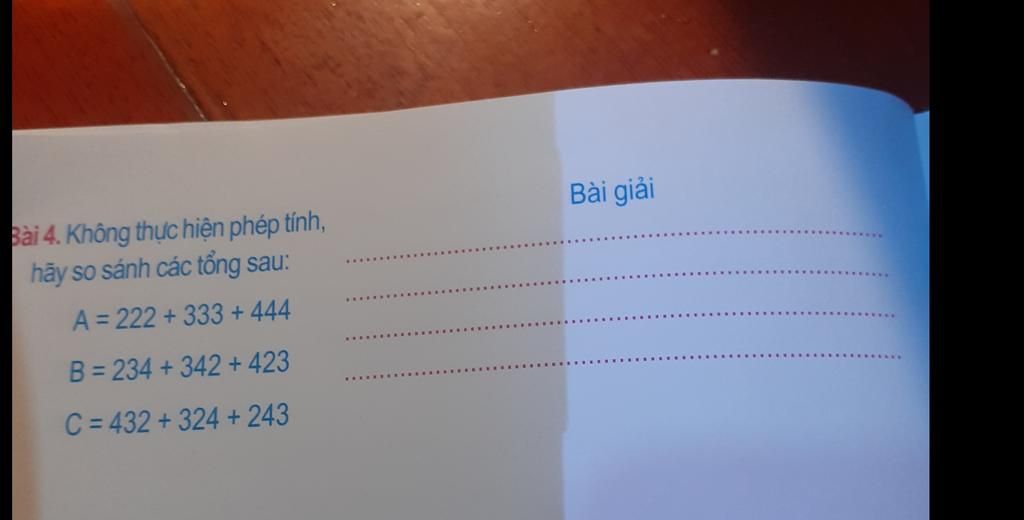 Bài 4. Không thực hiện phép tính,
hãy so sánh các tổng sau:
A = 222 + 333 + 444
B = 234 + 342 + 423
C = 432 + 324 + 243
Bài giải